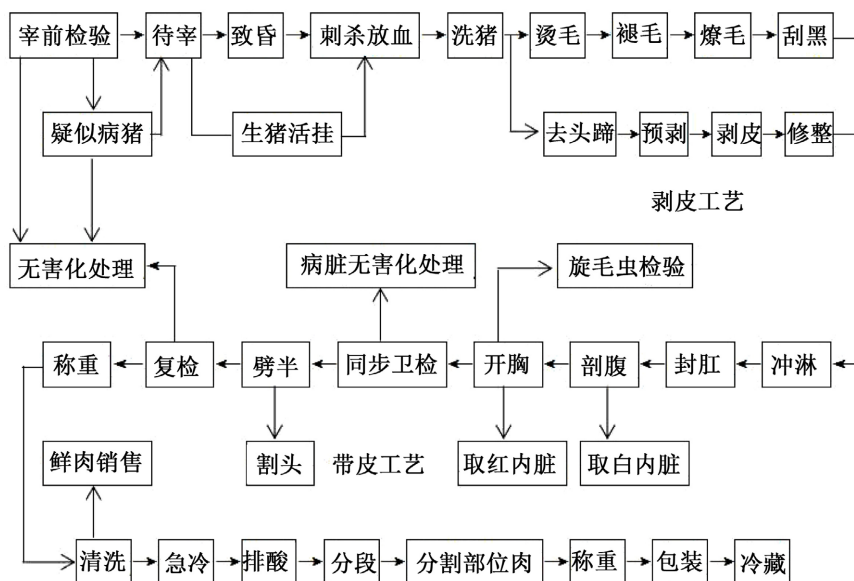 宰前检验 待宰 致昏 刺杀放血 洗猪 烫毛 褪毛 燎毛 刮黑
疑似病猪 生猪活挂 去头蹄 预剥 剥皮 修整
剥皮工艺
无害化处理 病脏无害化处理 旋毛虫检验
称重 复检 劈半 同步卫检 开胸 剖腹 封肛 冲淋
鲜肉销售 割头 带皮工艺 取红内脏 取白内脏
清洗 急冷 排酸 分段 分割部位肉 称重 包装 冷藏